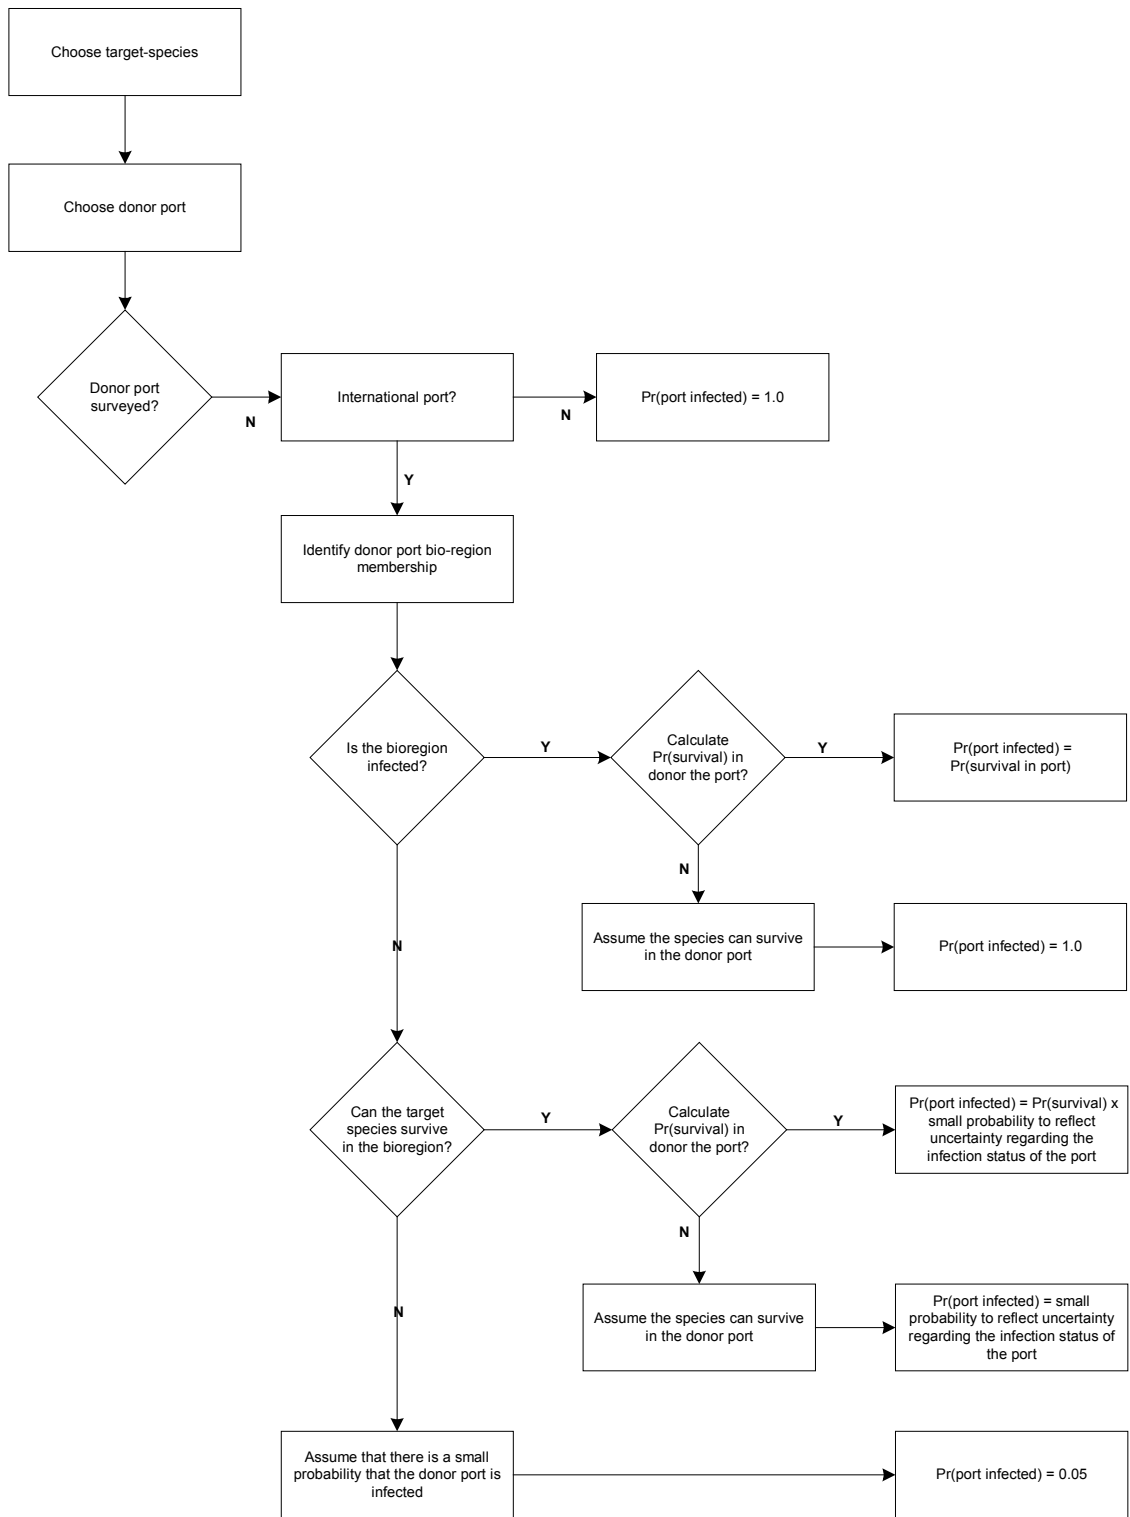 Choose target-species
Choose donor port
Donor port
surveyed?
N
International port?
N
Pr(port infected) = 1.0
Y
Identify donor port bio-region
membership
Is the bioregion
infected?
Y
Calculate
Pr(survival) in
donor the port?
Y
Pr(port infected) =
Pr(survival in port)
N
Assume the species can survive
in the donor port
Pr(port infected) = 1.0
N
Can the target
species survive
in the bioregion?
Y
Calculate
Pr(survival) in
donor the port?
Y
Pr(port infected) = Pr(survival) x
small probability to reflect
uncertainty regarding the
infection status of the port
N
Assume the species can survive
in the donor port
Pr(port infected) = small
probability to reflect uncertainty
regarding the infection status of
the port
N
Assume that there is a small
probability that the donor port is
infected
Pr(port infected) = 0.05